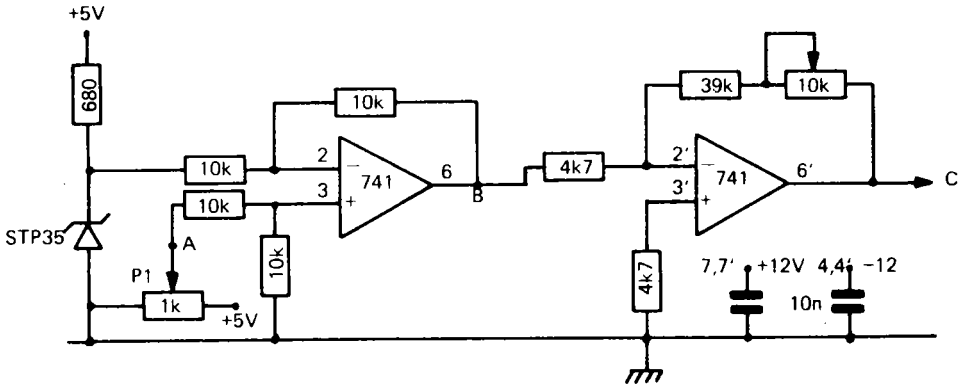 +5V
680
10k
39k
10k
10k
2
−
741
6
B
4k7
2′
−
741
6′
C
3
+
10k
3′
+
STP35
A
10k
P1
1k
+5V
4k7
7,7′ +12V
4,4′ −12
10n